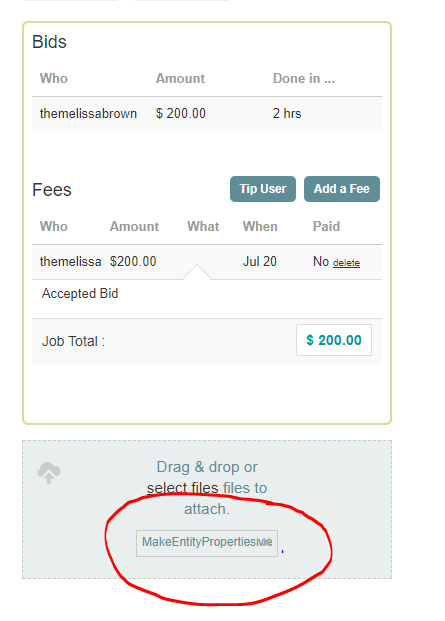 Bids
Who Amount Done in ...
themelissabrown $ 200.00 2 hrs
Fees Tip User Add a Fee
Who Amount What When Paid
themelissa $200.00 Jul 20 No delete
Accepted Bid
Job Total : $ 200.00
Drag & drop or
select files files to
attach.